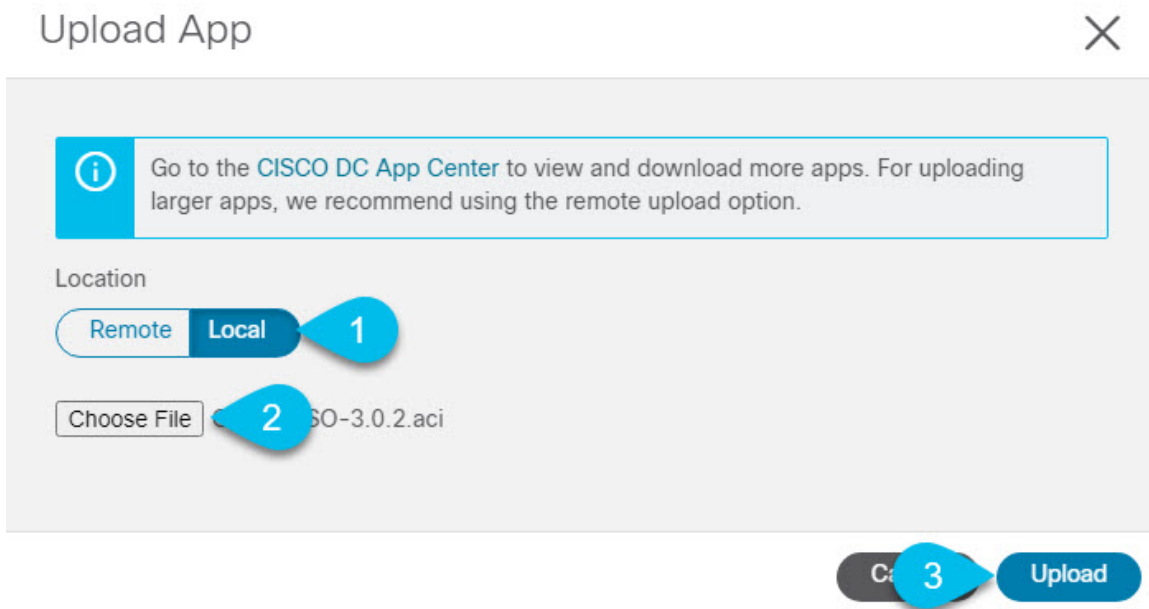 Upload App
Go to the CISCO DC App Center to view and download more apps. For uploading
larger apps, we recommend using the remote upload option.
Location
Remote Local 1
Choose File 2 SO-3.0.2.aci
3 Upload